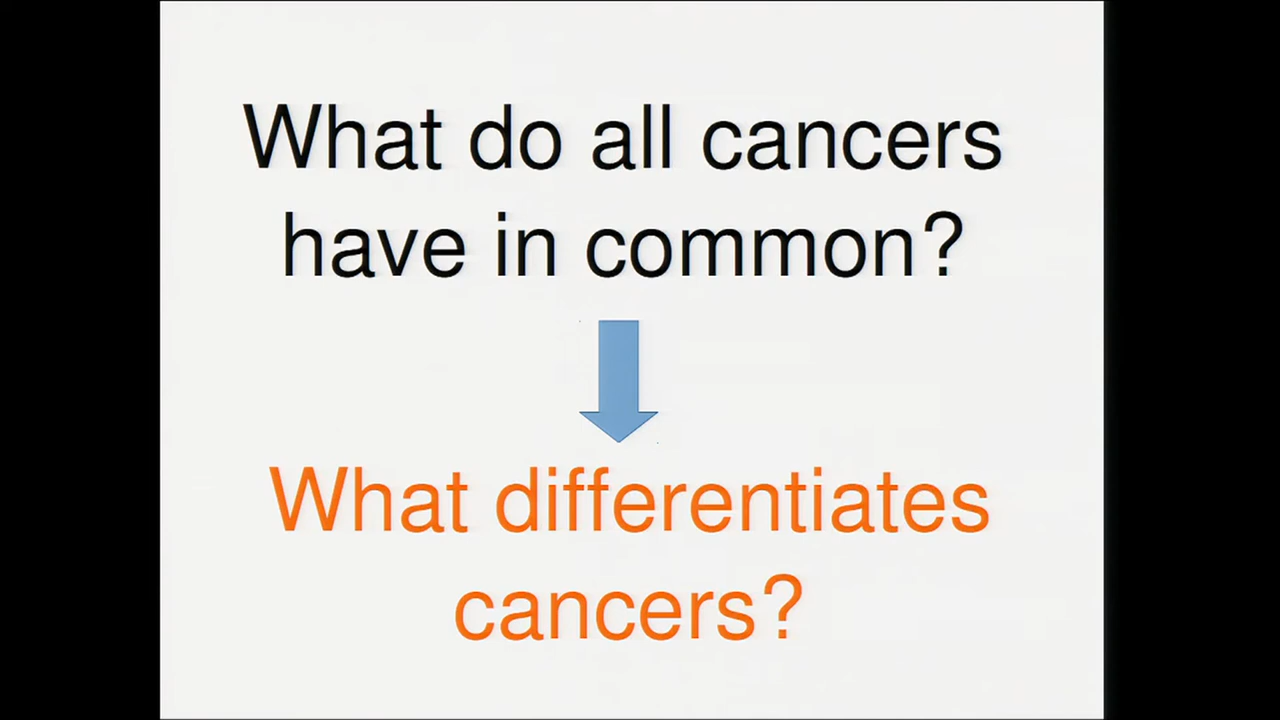 What do all cancers
have in common?
What differentiates
cancers?